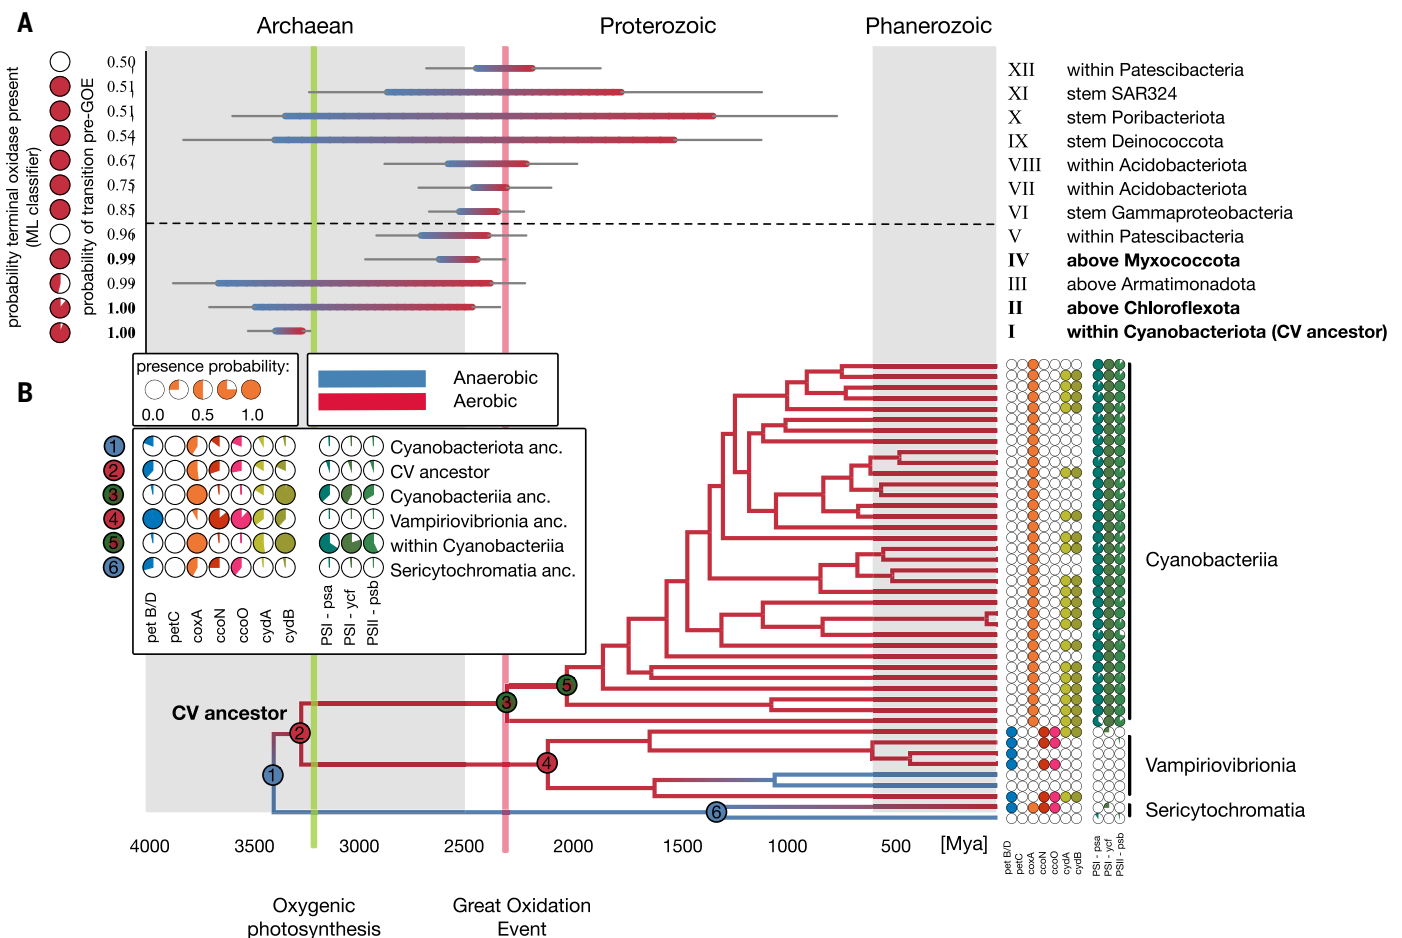 A
Archaean
Proterozoic
Phanerozoic
probability terminal oxidase present
(ML classifier)
probability of transition pre-GOE
0.50
XII within Patescibacteria
0.51
XI stem SAR324
0.51
X stem Poribacteriota
0.54
IX stem Deinococcota
0.67
VIII within Acidobacteriota
0.75
VII within Acidobacteriota
0.85
VI stem Gammaproteobacteria
0.96
V within Patescibacteria
0.99
IV above Myxococcota
0.99
III above Armatimonadota
1.00
II above Chloroflexota
1.00
I within Cyanobacteriota (CV ancestor)
B
presence probability:
0.0 0.5 1.0
Anaerobic
Aerobic
1 Cyanobacteriota anc.
2 CV ancestor
3 Cyanobacteriia anc.
4 Vampiriovibrionia anc.
5 within Cyanobacteriia
6 Sericytochromatia anc.
pet B/D
petC
coxA
ccoN
ccoO
cydA
cydB
PSI - psa
PSI - ycf
PSII - psb
CV ancestor
1
2
3
4
5
6
Cyanobacteriia
Vampiriovibrionia
Sericytochromatia
4000 3500 3000 2500 2000 1500 1000 500 [Mya]
pet B/D
petC
coxA
ccoN
ccoO
cydA
cydB
PSI - psa
PSI - ycf
PSII - psb
Oxygenic
photosynthesis
Great Oxidation
Event